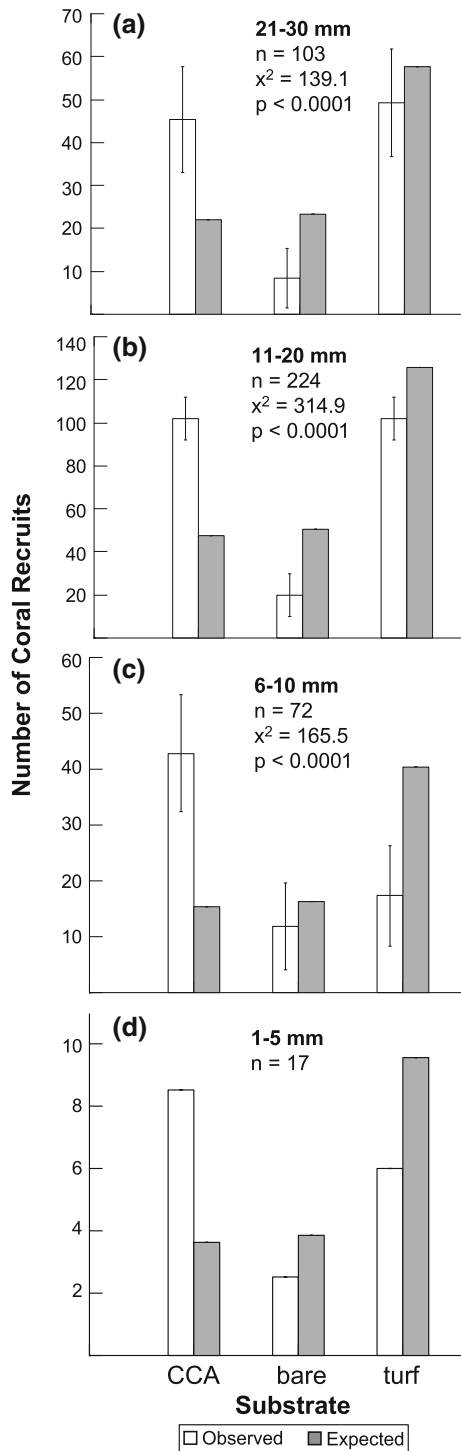 (a)
21-30 mm
n = 103
x² = 139.1
p < 0.0001
70
60
50
40
30
20
10
(b)
11-20 mm
n = 224
x² = 314.9
p < 0.0001
140
120
100
80
60
40
20
(c)
6-10 mm
n = 72
x² = 165.5
p < 0.0001
60
50
40
30
20
10
(d)
1-5 mm
n = 17
10
8
6
4
2
Number of Coral Recruits
CCA bare turf
Substrate
Observed Expected